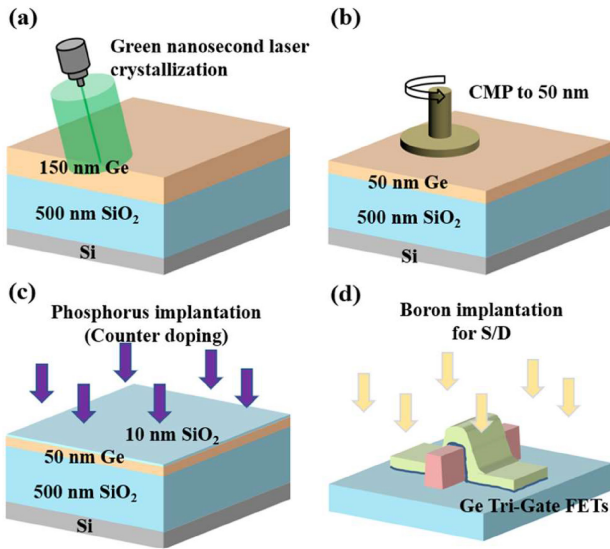 (a)
Green nanosecond laser
crystallization
150 nm Ge
500 nm SiO₂
Si
(b)
CMP to 50 nm
50 nm Ge
500 nm SiO₂
Si
(c)
Phosphorus implantation
(Counter doping)
10 nm SiO₂
50 nm Ge
500 nm SiO₂
Si
(d)
Boron implantation
for S/D
Ge Tri-Gate FETs